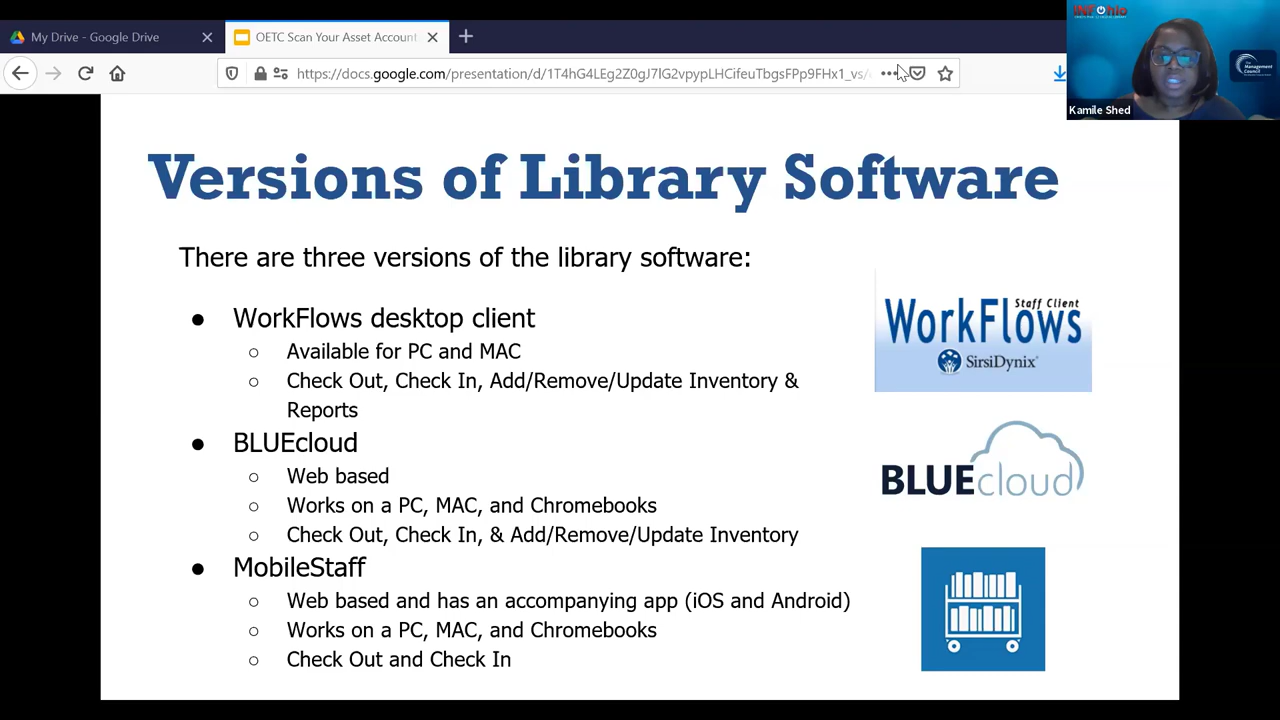 My Drive - Google Drive
OETC Scan Your Asset Account
https://docs.google.com/presentation/d/1T4hG4LEg2Z0gJ7lG2vpypLHCifeuTbgsFPp9FHx1_vs/
INFOhio
The Management Council
Kamile Shed
Versions of Library Software
There are three versions of the library software:
● WorkFlows desktop client
○ Available for PC and MAC
○ Check Out, Check In, Add/Remove/Update Inventory &
Reports
● BLUEcloud
○ Web based
○ Works on a PC, MAC, and Chromebooks
○ Check Out, Check In, & Add/Remove/Update Inventory
● MobileStaff
○ Web based and has an accompanying app (iOS and Android)
○ Works on a PC, MAC, and Chromebooks
○ Check Out and Check In
Staff Client
WorkFlows
SirsiDynix
BLUEcloud